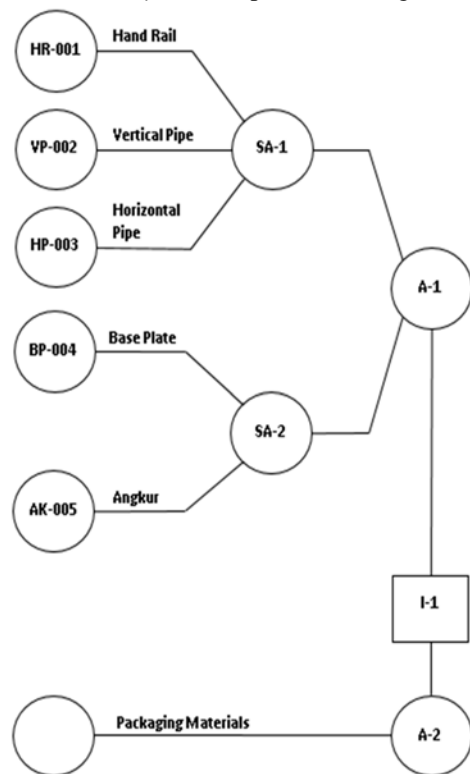 HR-001
Hand Rail
VP-002
Vertical Pipe
SA-1
HP-003
Horizontal
Pipe
A-1
BP-004
Base Plate
SA-2
AK-005
Angkur
I-1
Packaging Materials
A-2